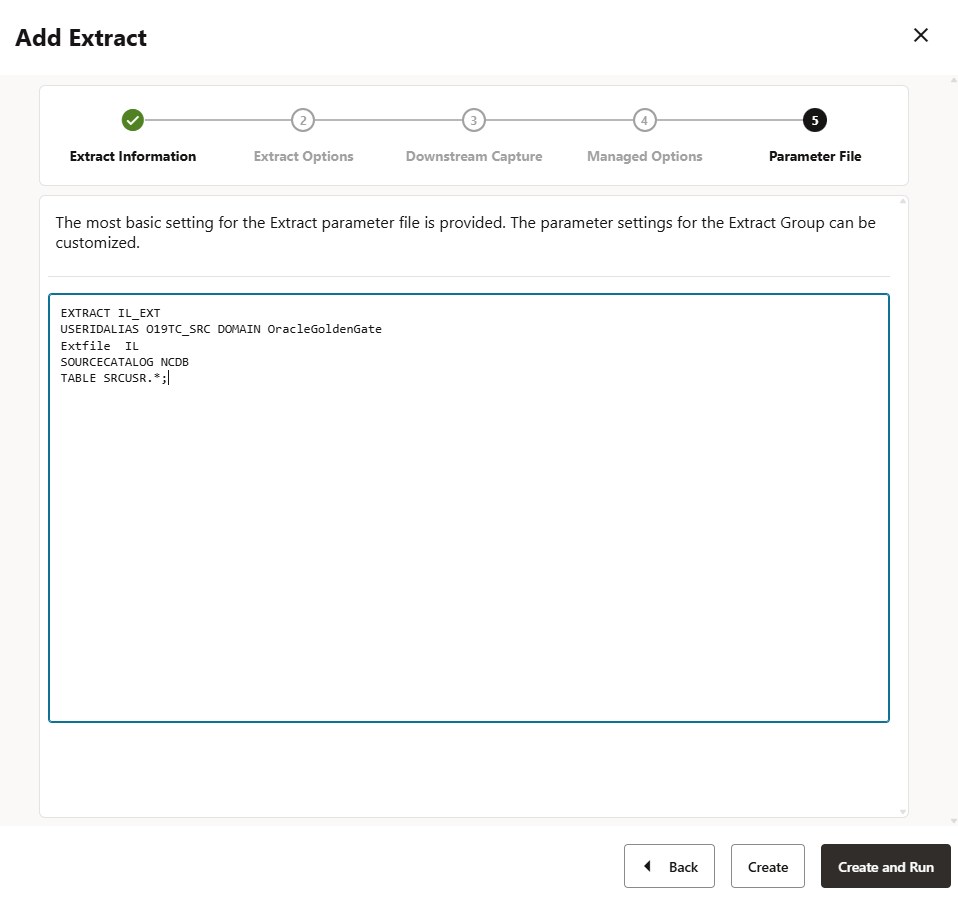 Add Extract
2
3
4
5
Extract Information
Extract Options
Downstream Capture
Managed Options
Parameter File
The most basic setting for the Extract parameter file is provided. The parameter settings for the Extract Group can be
customized.
EXTRACT IL_EXT
USERIDALIAS O19TC_SRC DOMAIN OracleGoldenGate
Extfile  IL
SOURCECATALOG NCDB
TABLE SRCUSR.*;
Back
Create
Create and Run